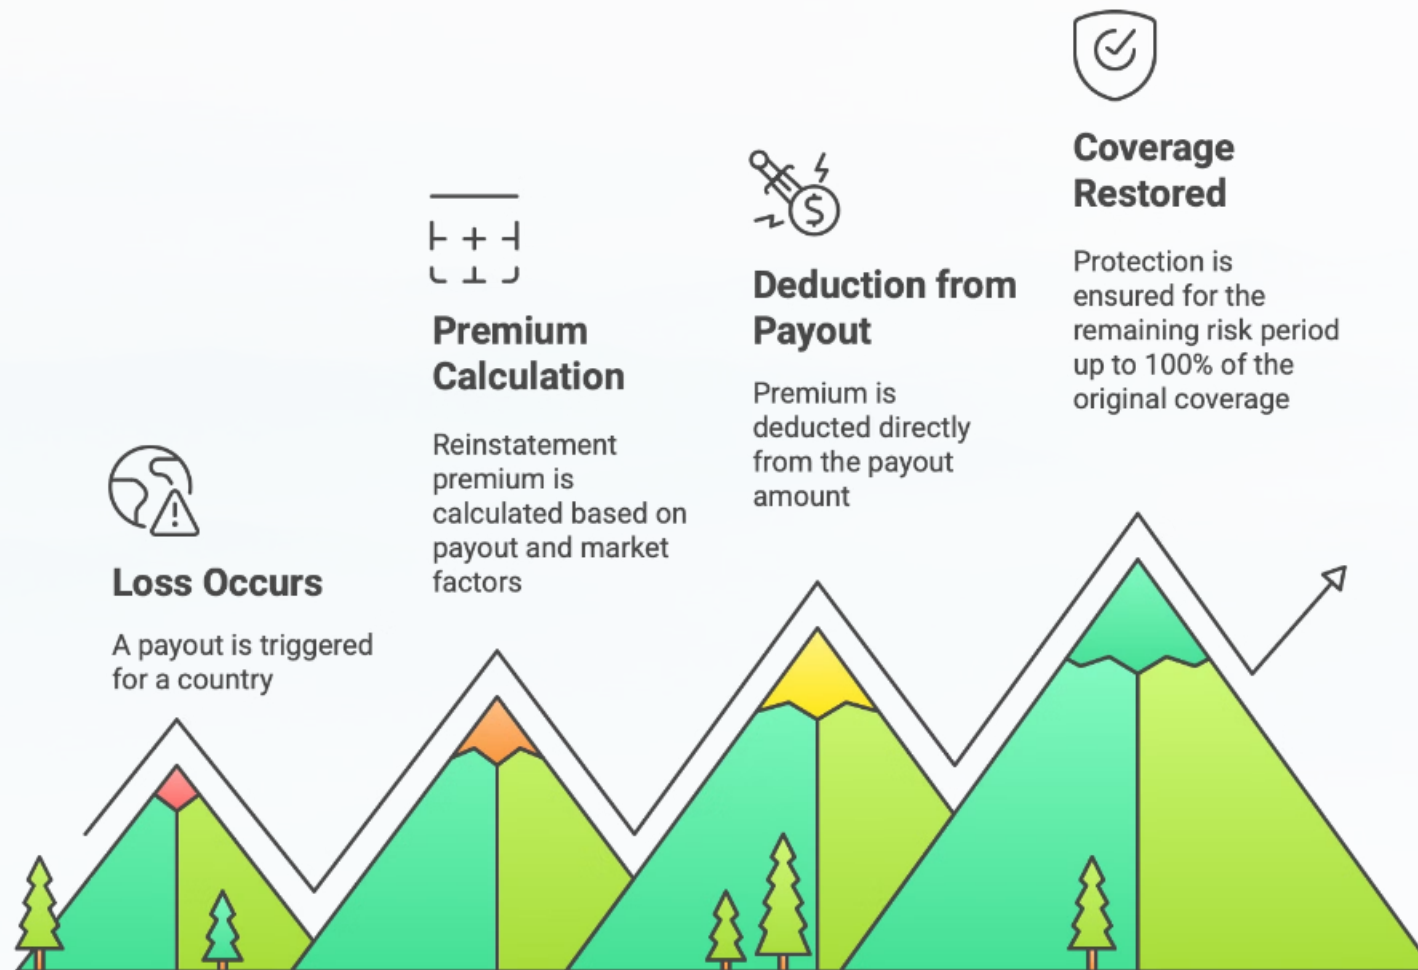 Loss Occurs
A payout is triggered
for a country
Premium
Calculation
Reinstatement
premium is
calculated based on
payout and market
factors
Deduction from
Payout
Premium is
deducted directly
from the payout
amount
Coverage
Restored
Protection is
ensured for the
remaining risk period
up to 100% of the
original coverage